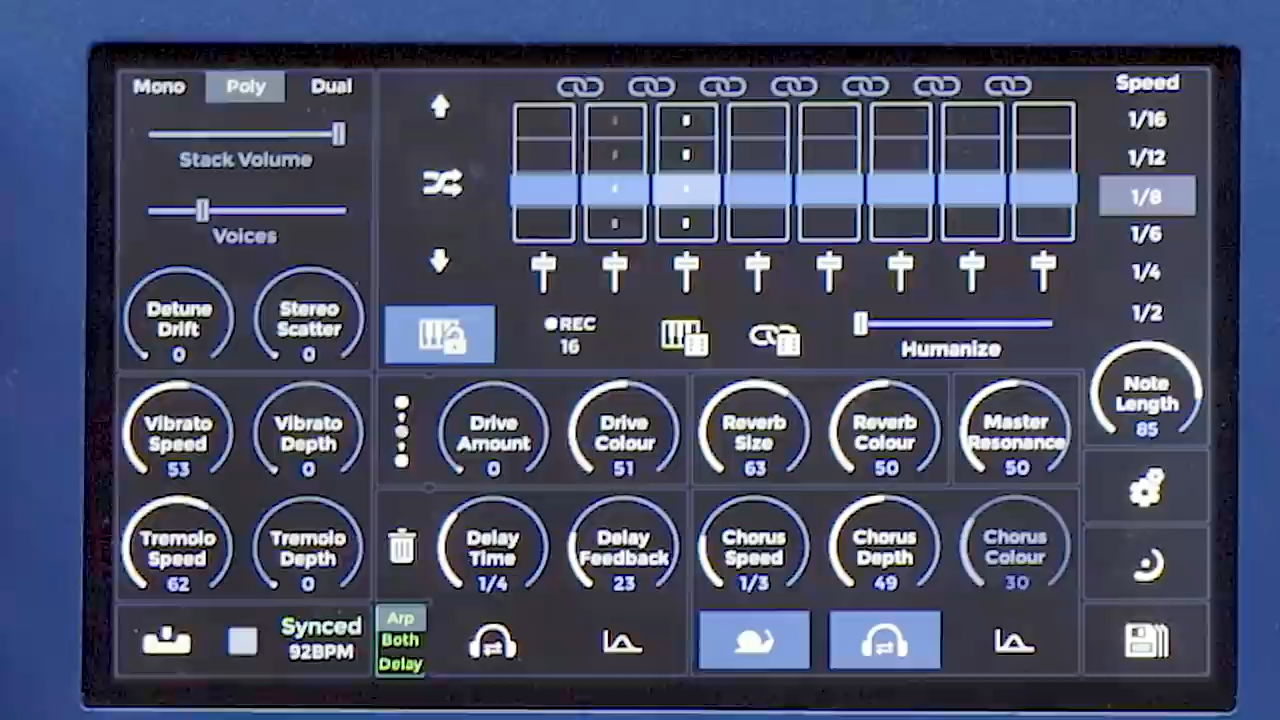 Mono Poly Dual
Stack Volume
Voices
Detune
Drift
0
Stereo
Scatter
0
REC
16
Humanize
Speed
1/16
1/12
1/8
1/6
1/4
1/2
Note
Length
85
Vibrato
Speed
53
Vibrato
Depth
0
Drive
Amount
0
Drive
Colour
51
Reverb
Size
63
Reverb
Colour
50
Master
Resonance
50
Tremolo
Speed
62
Tremolo
Depth
0
Delay
Time
1/4
Delay
Feedback
23
Chorus
Speed
1/3
Chorus
Depth
49
Chorus
Colour
30
Synced
92BPM
Arp
Both
Delay